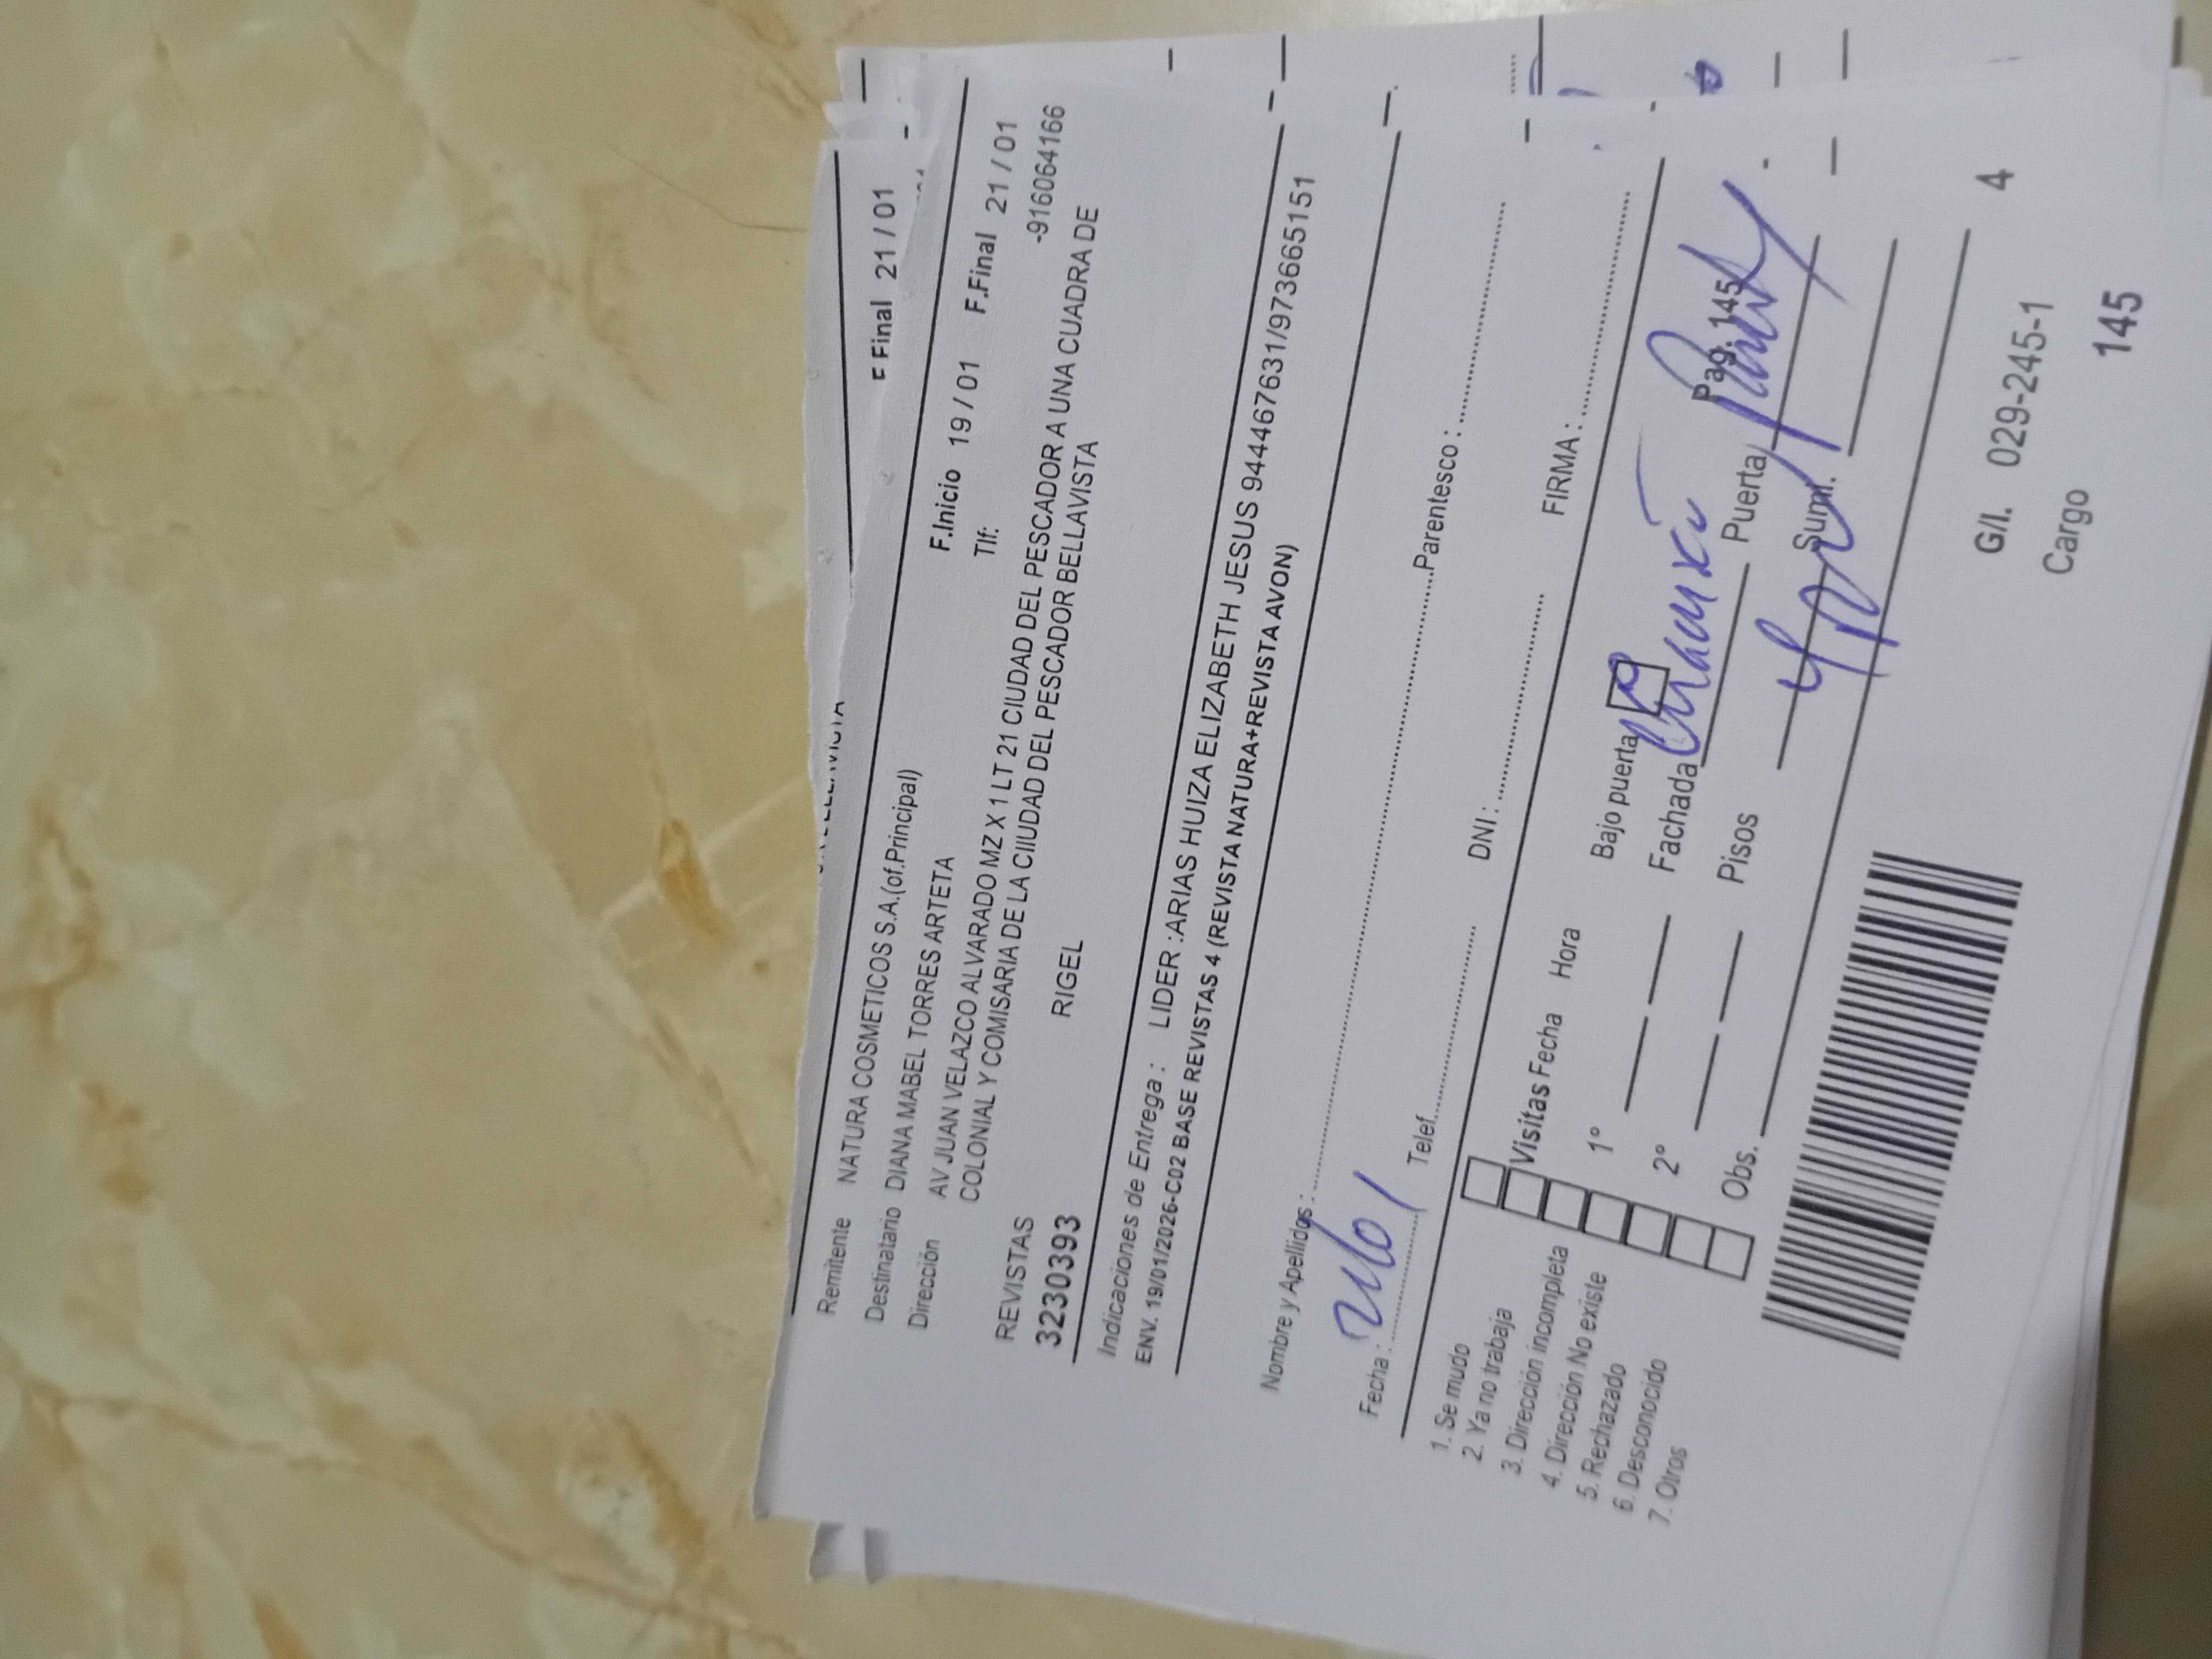 F Final 21/01
Remitente NATURA COSMETICOS S.A.(of.Principal) F.Inicio 19/01 F.Final 21/01
Destinatario DIANA MABEL TORRES ARTETA Tlf: -916064166
Dirección AV JUAN VELAZCO ALVARADO MZ X 1 LT 21 CIUDAD DEL PESCADOR A UNA CUADRA DE
COLONIAL Y COMISARIA DE LA CIIUDAD DEL PESCADOR BELLAVISTA
REVISTAS
3230393 RIGEL
Indicaciones de Entrega : LIDER :ARIAS HUIZA ELIZABETH JESUS 944467631/973665151
ENV. 19/01/2026-C02 BASE REVISTAS 4 (REVISTA NATURA+REVISTA AVON)
Nombre y Apellidos : Parentesco :
Fecha : Telef. DNI : FIRMA :
1. Se mudo
2. Ya no trabaja
3. Dirección incompleta
4. Dirección No existe
5. Rechazado
6. Desconocido
7. Otros
Visitas Fecha Hora Bajo puerta
1° Fachada Puerta Pag. 145
2° Pisos Sumi.
Obs.
G/I. 029-245-1 4
Cargo 145